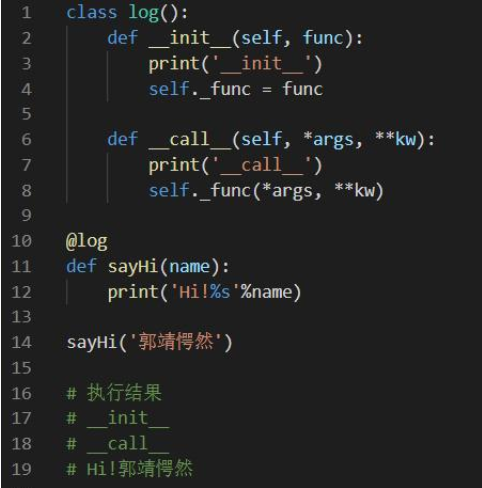 1 class log():
2     def __init__(self, func):
3         print('__init__')
4         self._func = func
5
6     def __call__(self, *args, **kw):
7         print('__call__')
8         self._func(*args, **kw)
9
10 @log
11 def sayHi(name):
12     print('Hi!%s'%name)
13
14 sayHi('郭靖愕然')
15
16 # 执行结果
17 # __init__
18 # __call__
19 # Hi!郭靖愕然